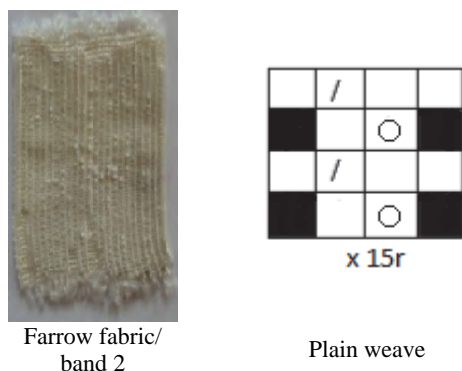 /
○
/
○
x 15r
Farrow fabric/
band 2
Plain weave